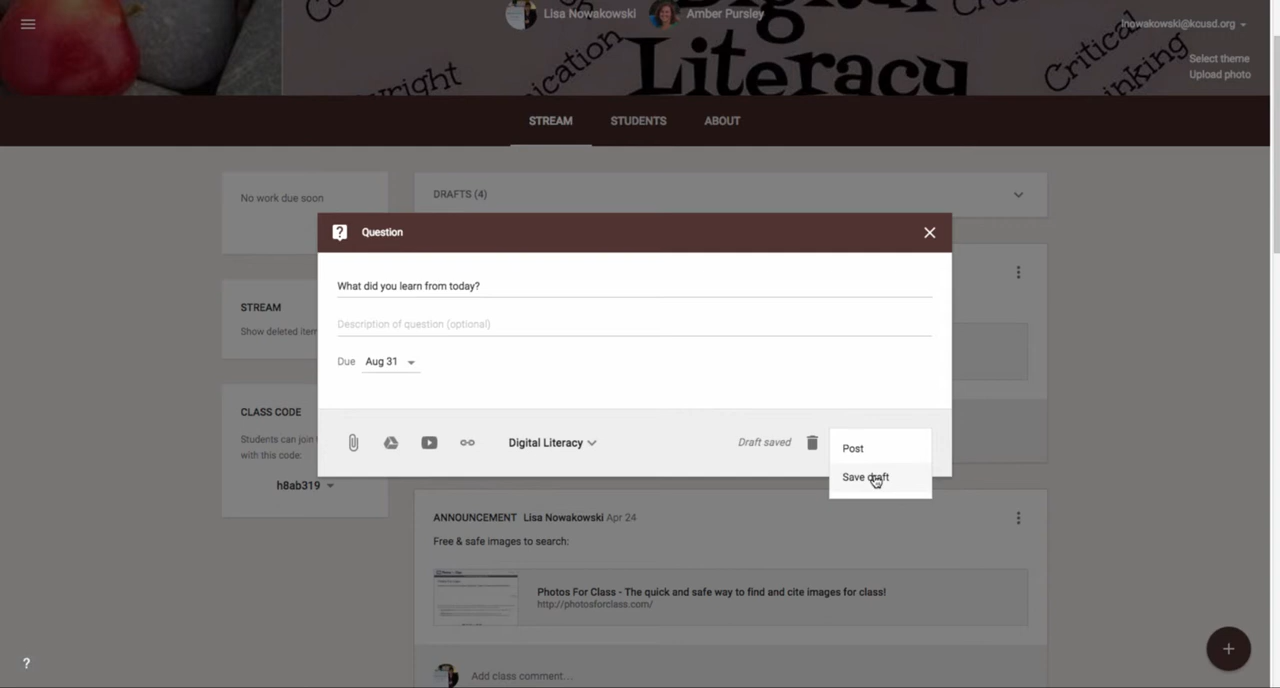 Lisa Nowakowski Amber Pursley
lnowakowski@kcusd.org
Critical
Literacy
Select theme
Upload photo
STREAM STUDENTS ABOUT
No work due soon
DRAFTS (4)
Question
What did you learn from today?
Description of question (optional)
Due Aug 31
STREAM
Show deleted item
CLASS CODE
Students can join
with this code:
h8ab319
Digital Literacy
Draft saved
Post
Save draft
ANNOUNCEMENT Lisa Nowakowski Apr 24
Free & safe images to search:
Photos For Class - The quick and safe way to find and cite images for class!
http://photosforclass.com/
Add class comment...
?
+